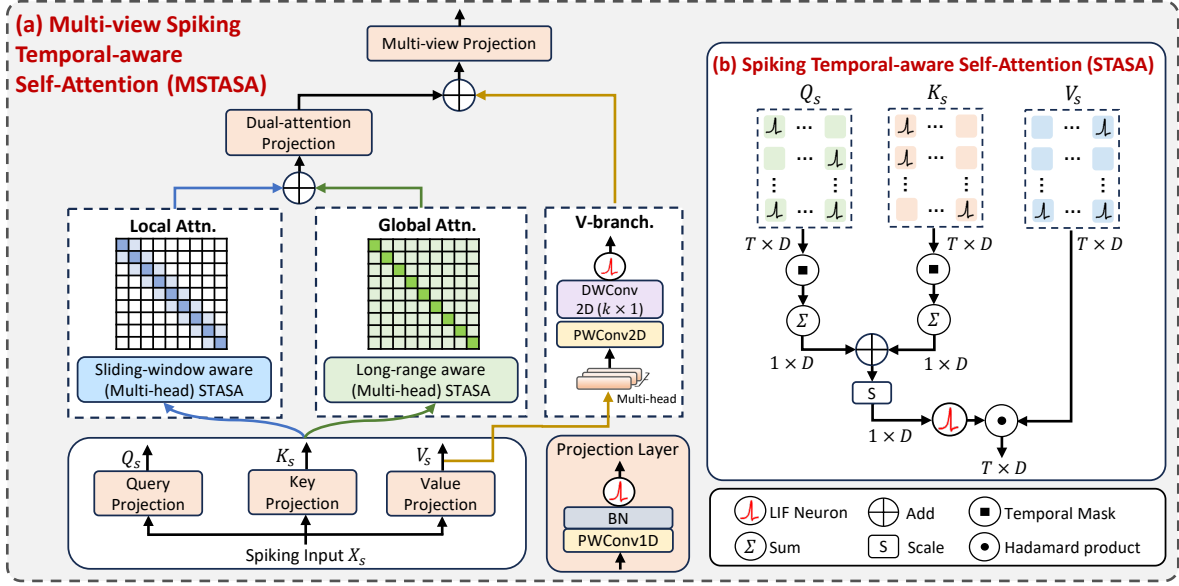 (a) Multi-view Spiking
Temporal-aware
Self-Attention (MSTASA)
Multi-view Projection
Dual-attention
Projection
Local Attn.
Global Attn.
V-branch.
DWConv
2D (k × 1)
PWConv2D
Sliding-window aware
(Multi-head) STASA
Long-range aware
(Multi-head) STASA
Multi-head
Q_s
K_s
V_s
Query
Projection
Key
Projection
Value
Projection
Spiking Input X_s
Projection Layer
BN
PWConv1D
(b) Spiking Temporal-aware Self-Attention (STASA)
Q_s
K_s
V_s
T × D
T × D
T × D
Σ
Σ
1 × D
1 × D
S
1 × D
T × D
LIF Neuron
Add
Temporal Mask
Σ Sum
S Scale
Hadamard product